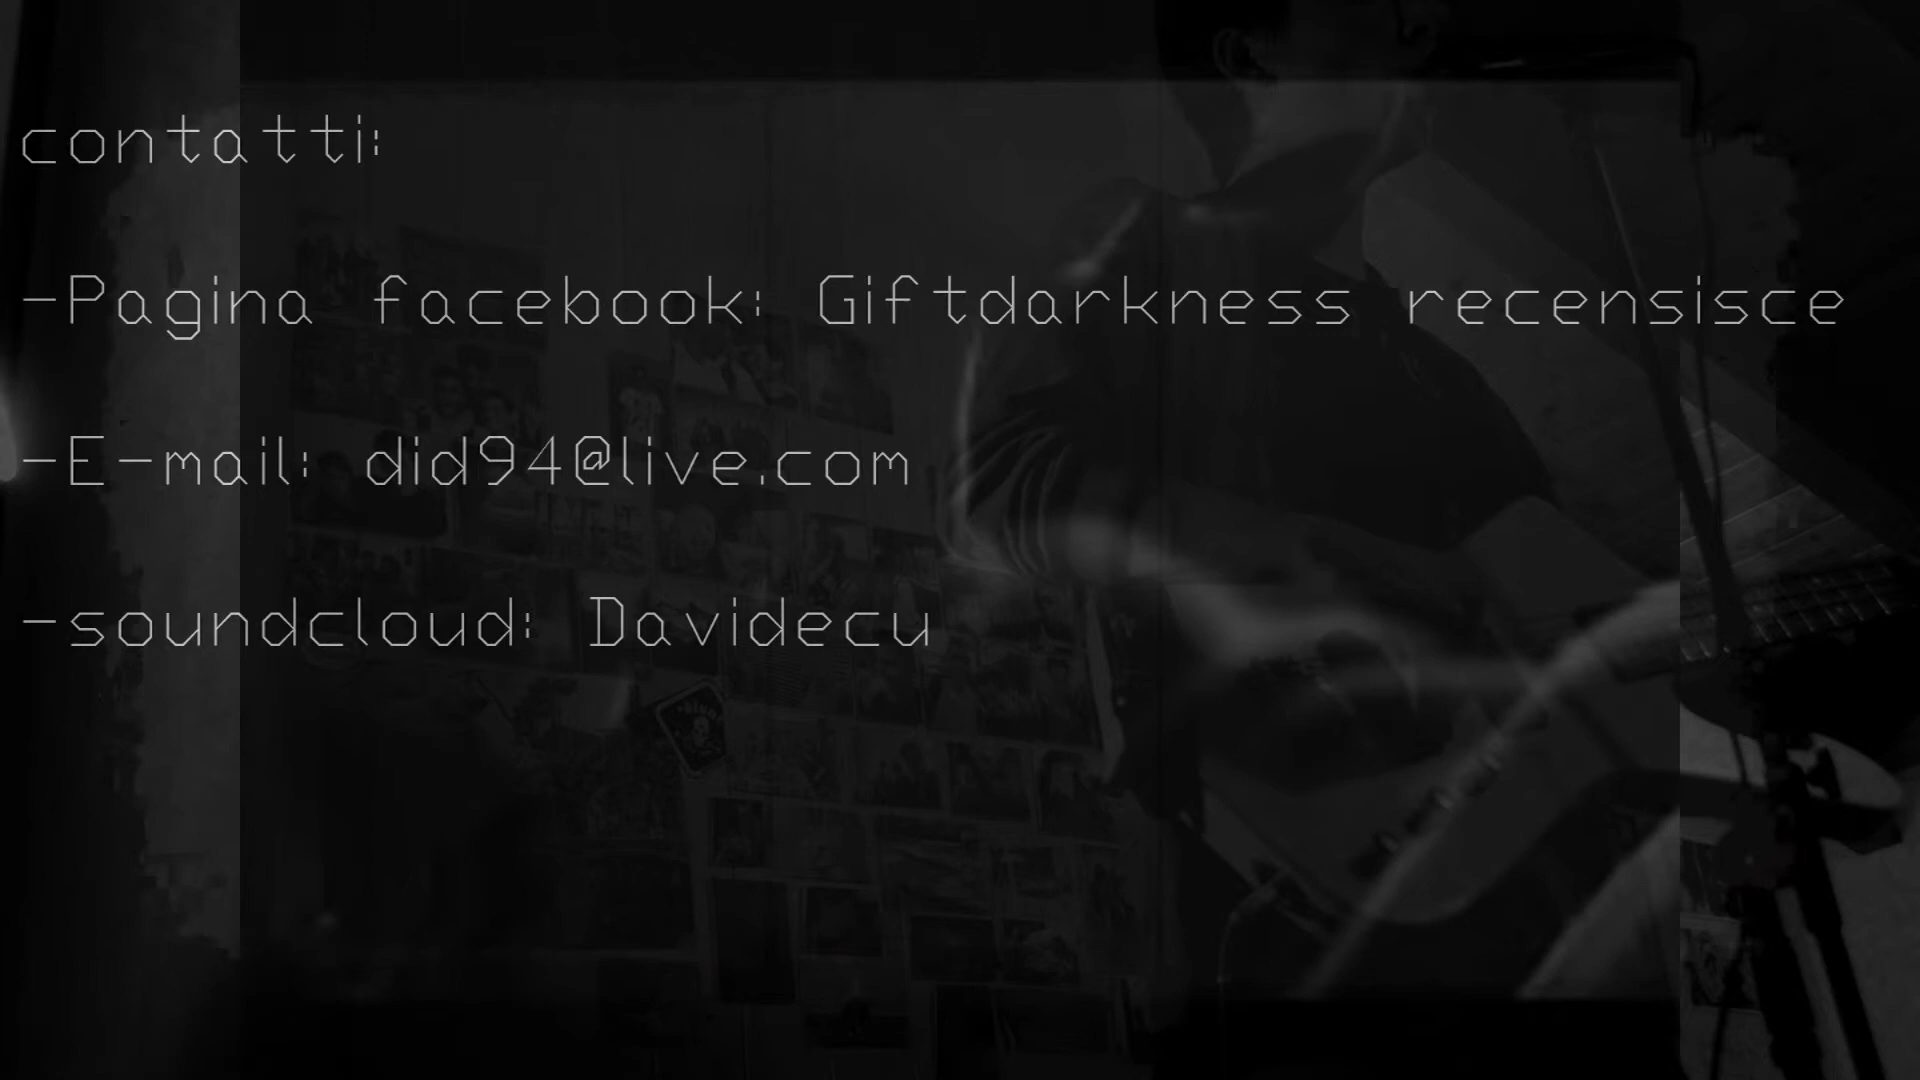 contatti:
-Pagina facebook: Giftdarkness recensisce
-E-mail: did94@live.com
-soundcloud: Davidecu